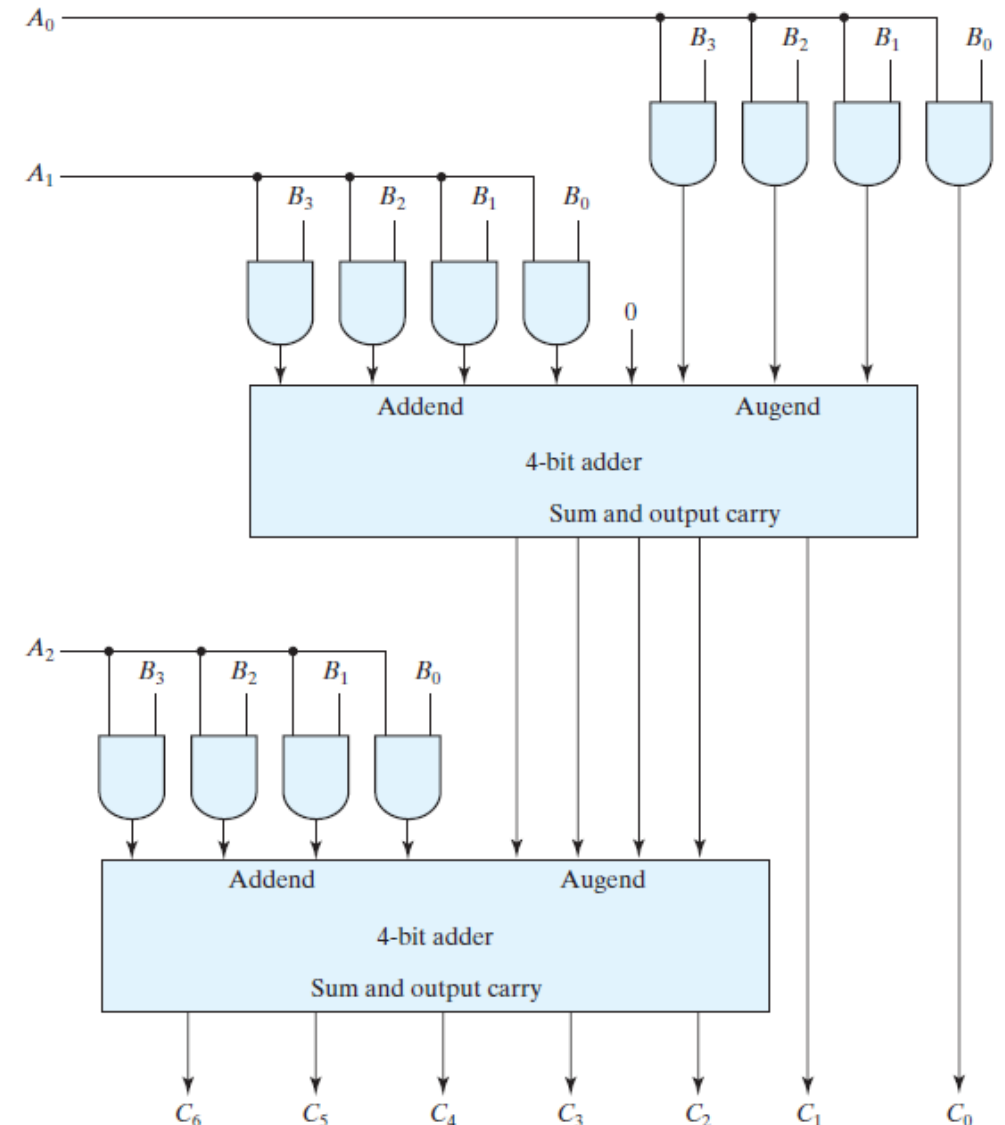 A₀
B₃ B₂ B₁ B₀
A₁
B₃ B₂ B₁ B₀
0
Addend Augend
4-bit adder
Sum and output carry
A₂
B₃ B₂ B₁ B₀
Addend Augend
4-bit adder
Sum and output carry
C₆ C₅ C₄ C₃ C₂ C₁ C₀